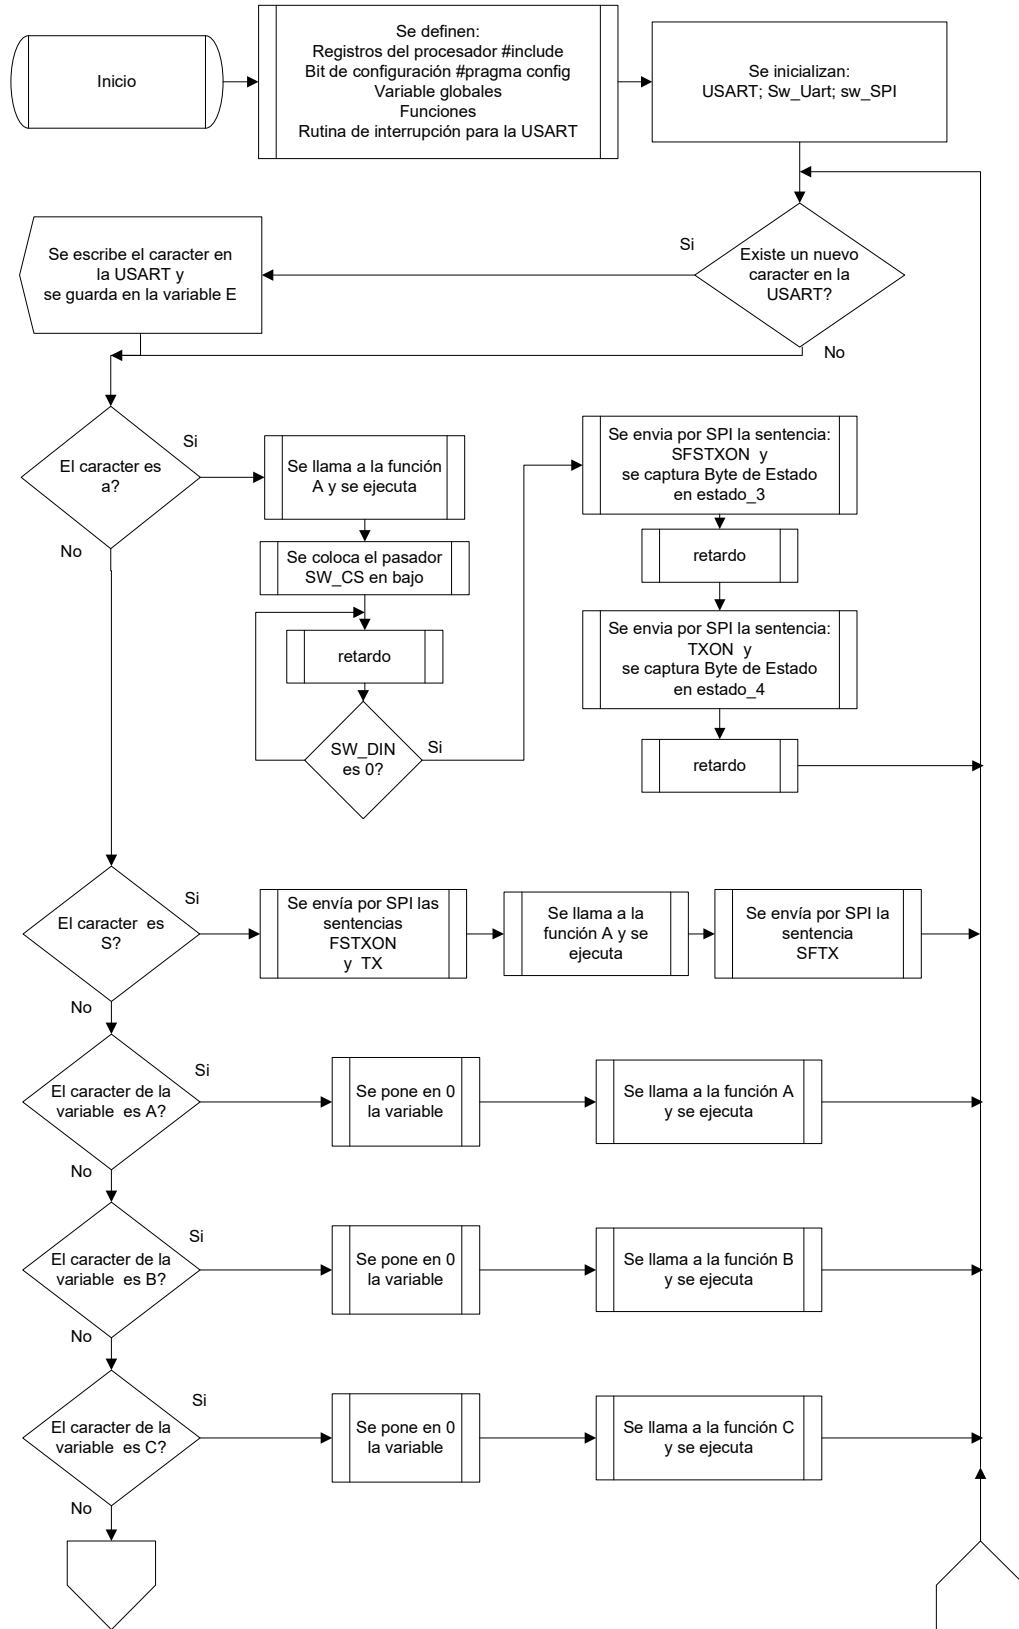 Inicio
Se definen:
Registros del procesador #include
Bit de configuración #pragma config
Variable globales
Funciones
Rutina de interrupción para la USART
Se inicializan:
USART; Sw_Uart; sw_SPI
Existe un nuevo
caracter en la
USART?
Si
No
Se escribe el caracter en
la USART y
se guarda en la variable E
El caracter es
a?
Si
No
Se llama a la función
A y se ejecuta
Se coloca el pasador
SW_CS en bajo
retardo
SW_DIN
es 0?
Si
Se envia por SPI la sentencia:
SFSTXON y
se captura Byte de Estado
en estado_3
retardo
Se envia por SPI la sentencia:
TXON y
se captura Byte de Estado
en estado_4
retardo
El caracter es
S?
Si
No
Se envía por SPI las
sentencias
FSTXON
y TX
Se llama a la
función A y se
ejecuta
Se envía por SPI la
sentencia
SFTX
El caracter de la
variable es A?
Si
No
Se pone en 0
la variable
Se llama a la función A
y se ejecuta
El caracter de la
variable es B?
Si
No
Se pone en 0
la variable
Se llama a la función B
y se ejecuta
El caracter de la
variable es C?
Si
No
Se pone en 0
la variable
Se llama a la función C
y se ejecuta